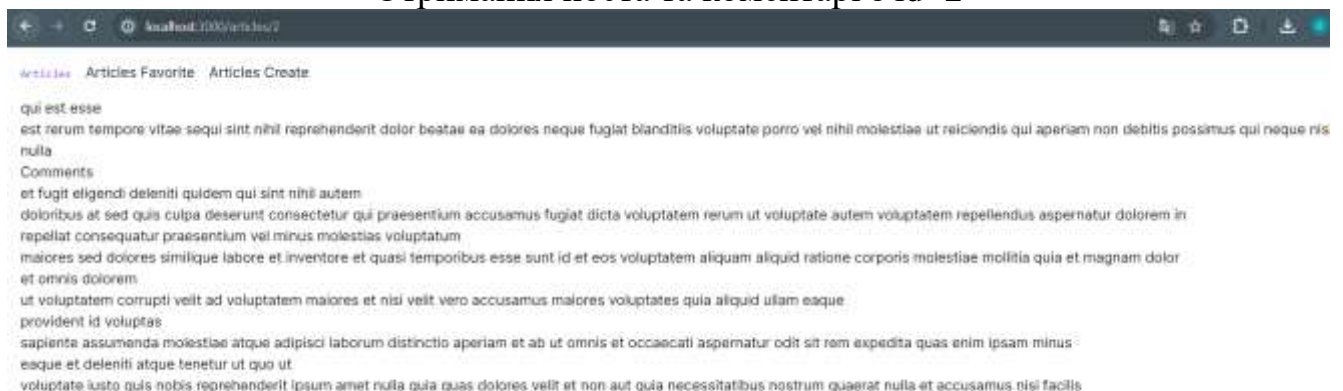 localhost:3000/articles/2
Articles Articles Favorite Articles Create
qui est esse
est rerum tempore vitae sequi sint nihil reprehenderit dolor beatae ea dolores neque fugiat blanditiis voluptate porro vel nihil molestiae ut reiciendis qui aperiam non debitis possimus qui neque nis
nulla
Comments
et fugit eligendi deleniti quidem qui sint nihil autem
doloribus at sed quis culpa deserunt consectetur qui praesentium accusamus fugiat dicta voluptatem rerum ut voluptate autem voluptatem repellendus aspernatur dolorem in
repellat consequatur praesentium vel minus molestias voluptatum
maiores sed dolores similique labore et inventore et quasi temporibus esse sunt id et eos voluptatem aliquam aliquid ratione corporis molestiae mollitia quia et magnam dolor
et omnis dolorem
ut voluptatem corrupti velit ad voluptatem maiores et nisi velit vero accusamus maiores voluptates quia aliquid ullam eaque
provident id voluptas
sapiente assumenda molestiae atque adipisci laborum distinctio aperiam et ab ut omnis et occaecati aspernatur odit sit rem expedita quas enim ipsam minus
eaque et deleniti atque tenetur ut quo ut
voluptate iusto quis nobis reprehenderit ipsum amet nulla quia quas dolores velit et non aut quia necessitatibus nostrum quaerat nulla et accusamus nisi facilis